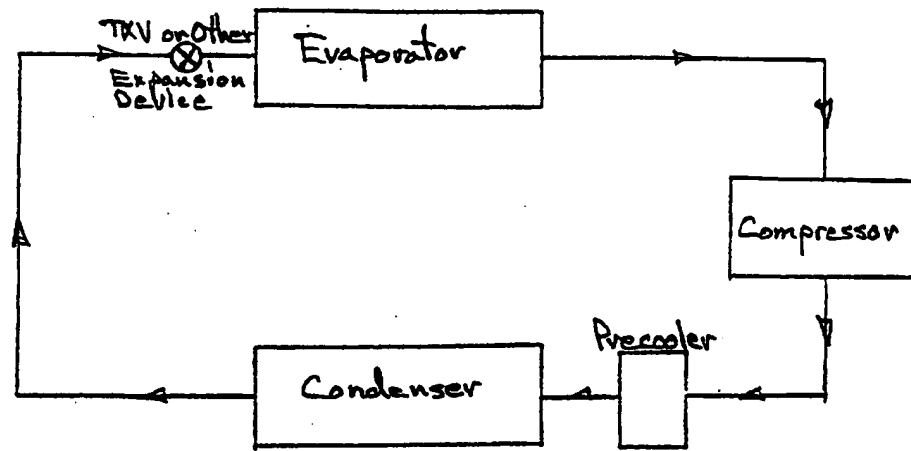 TXV or Other
Expansion
Device
Evaporator
Compressor
Precooler
Condenser